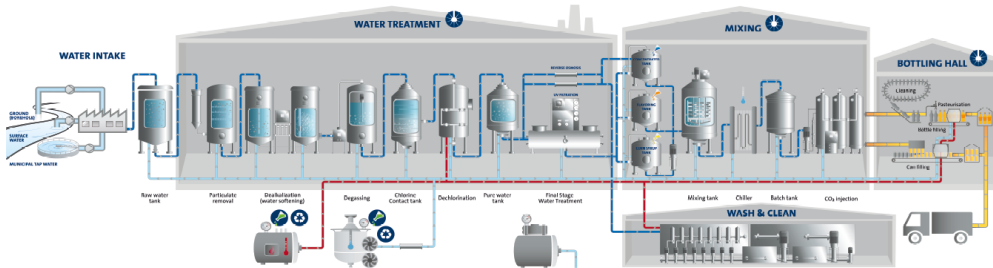 WATER TREATMENT
MIXING
WATER INTAKE
BOTTLING HALL
REVERSE OSMOSIS
UV FILTRATION
Cleaning
Pasteurisation
Bottle filling
Can filling
GROUND
(BOREHOLE)
SURFACE
WATER
MUNICIPAL TAP WATER
Raw water
tank
Particulate
removal
Dealkalization
(water softening)
Degassing
Chlorine
Contact tank
Dechlorination
Pure water
tank
Final Stage
Water Treatment
Mixing tank
Chiller
Batch tank
CO₂ injection
WASH & CLEAN